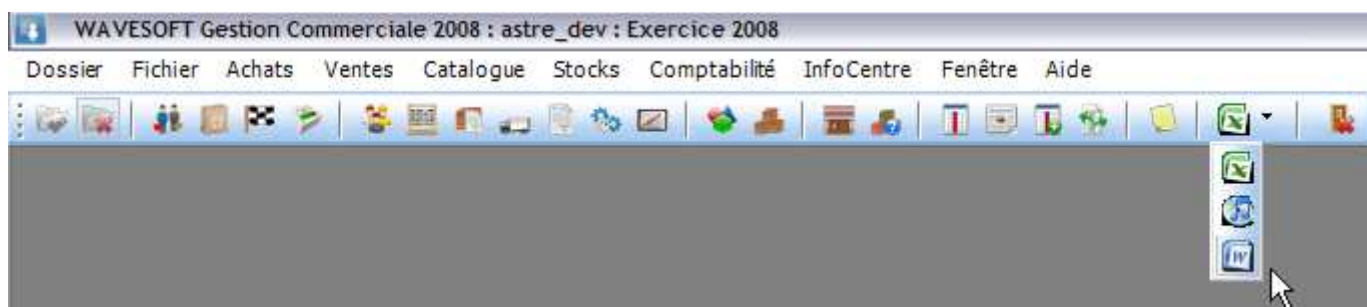 WAVESOFT Gestion Commerciale 2008 : astre_dev : Exercice 2008
Dossier Fichier Achats Ventes Catalogue Stocks Comptabilité InfoCentre Fenêtre Aide